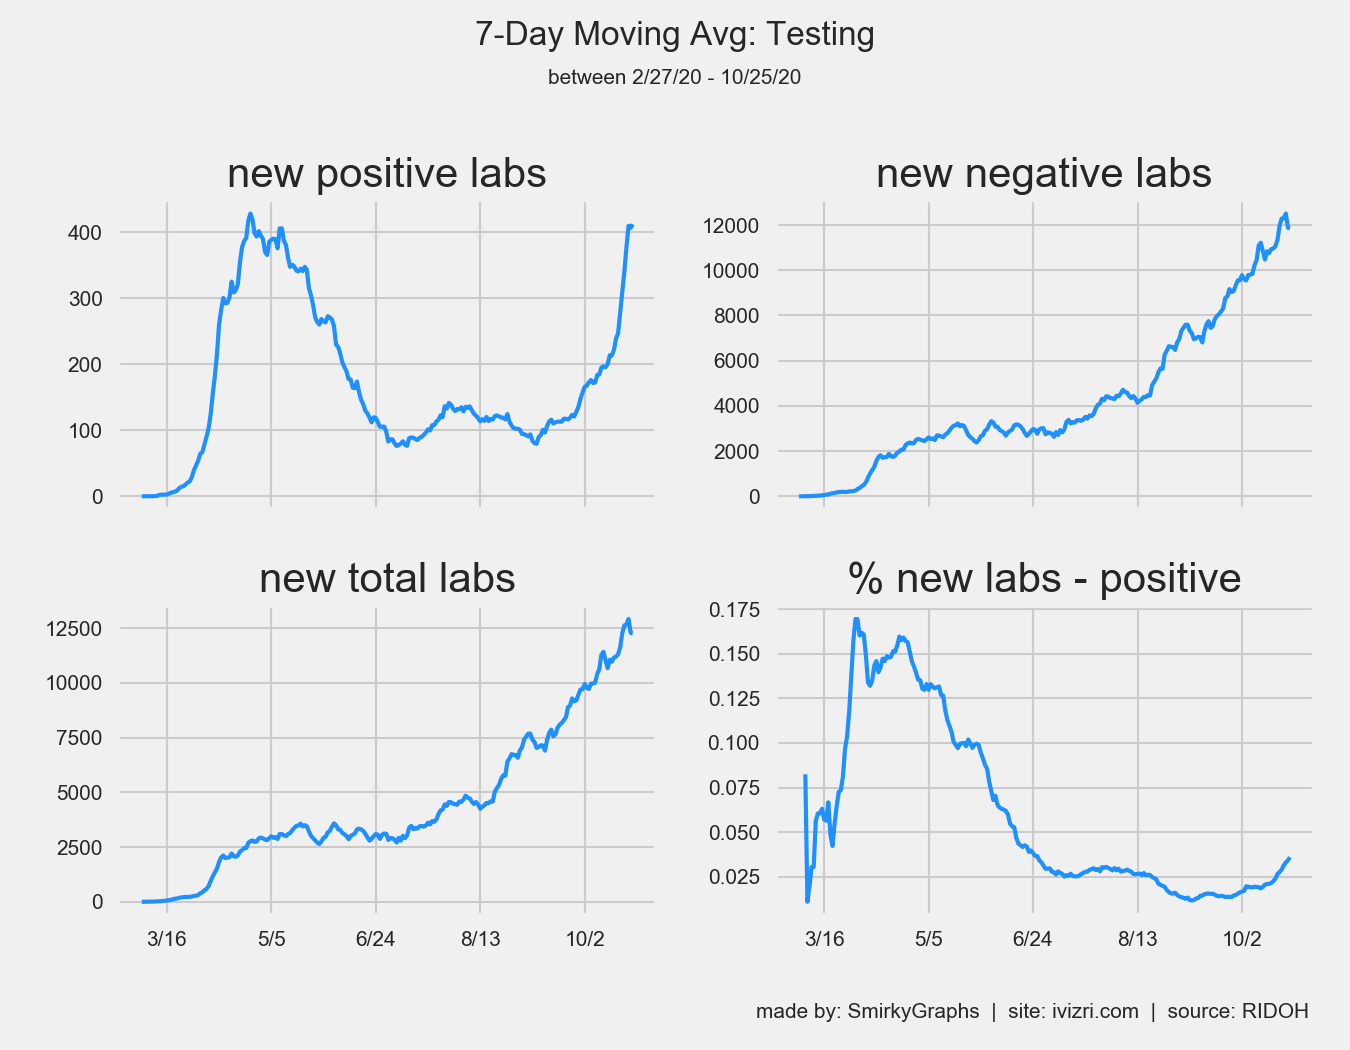 7-Day Moving Avg: Testing
between 2/27/20 - 10/25/20
new positive labs
400
300
200
100
0
new negative labs
12000
10000
8000
6000
4000
2000
0
new total labs
12500
10000
7500
5000
2500
0
3/16 5/5 6/24 8/13 10/2
% new labs - positive
0.175
0.150
0.125
0.100
0.075
0.050
0.025
3/16 5/5 6/24 8/13 10/2
made by: SmirkyGraphs | site: ivizri.com | source: RIDOH